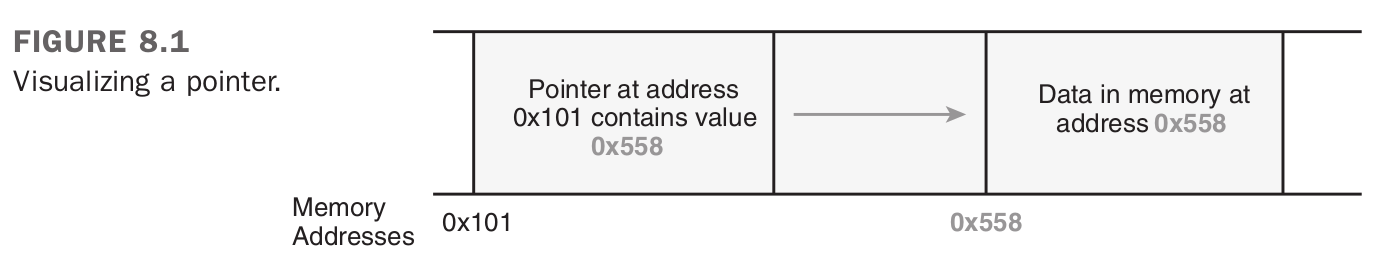 FIGURE 8.1
Visualizing a pointer.
Pointer at address
0x101 contains value
0x558
Data in memory at
address 0x558
Memory
Addresses
0x101
0x558